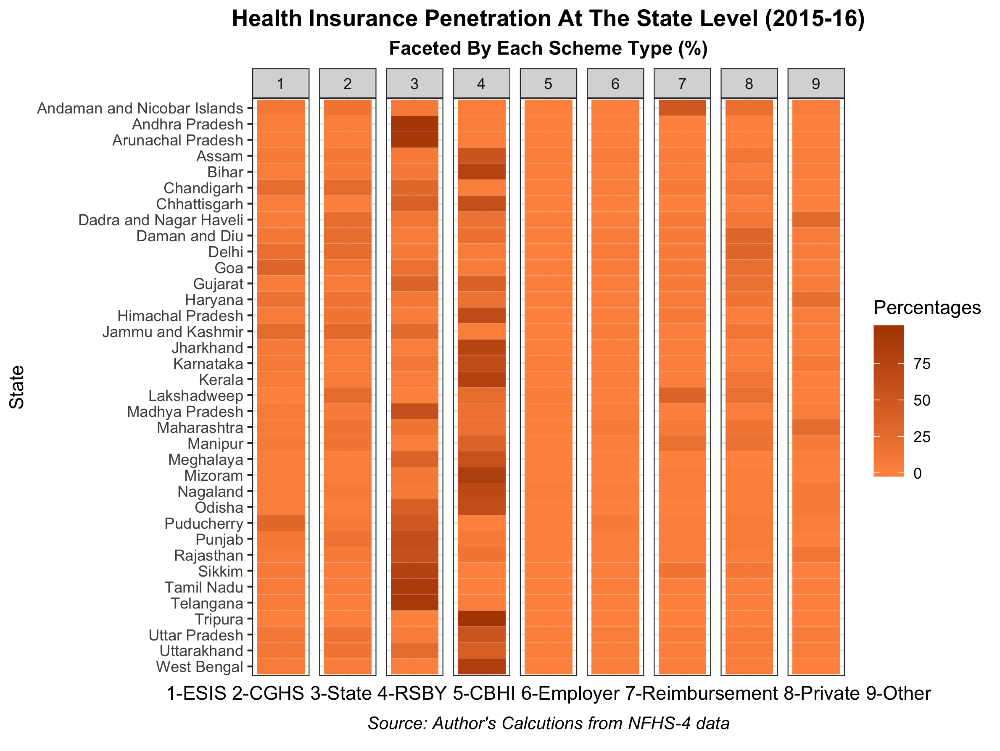 Health Insurance Penetration At The State Level (2015-16)
Faceted By Each Scheme Type (%)
1 2 3 4 5 6 7 8 9
Andaman and Nicobar Islands
Andhra Pradesh
Arunachal Pradesh
Assam
Bihar
Chandigarh
Chhattisgarh
Dadra and Nagar Haveli
Daman and Diu
Delhi
Goa
Gujarat
Haryana
Himachal Pradesh
Jammu and Kashmir
Jharkhand
Karnataka
Kerala
Lakshadweep
Madhya Pradesh
Maharashtra
Manipur
Meghalaya
Mizoram
Nagaland
Odisha
Puducherry
Punjab
Rajasthan
Sikkim
Tamil Nadu
Telangana
Tripura
Uttar Pradesh
Uttarakhand
West Bengal
State
Percentages
75
50
25
0
1-ESIS 2-CGHS 3-State 4-RSBY 5-CBHI 6-Employer 7-Reimbursement 8-Private 9-Other
Source: Author's Calcutions from NFHS-4 data